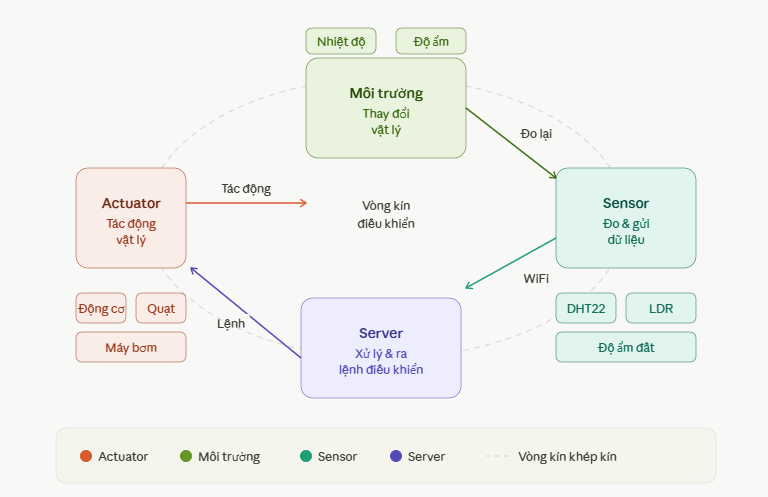 Nhiệt độ
Độ ẩm
Môi trường
Thay đổi
vật lý
Đo lại
Actuator
Tác động
vật lý
Tác động
Vòng kín
điều khiển
Sensor
Đo & gửi
dữ liệu
WiFi
Động cơ
Quạt
Máy bơm
Lệnh
Server
Xử lý & ra
lệnh điều khiển
DHT22
LDR
Độ ẩm đất
Actuator
Môi trường
Sensor
Server
Vòng kín khép kín